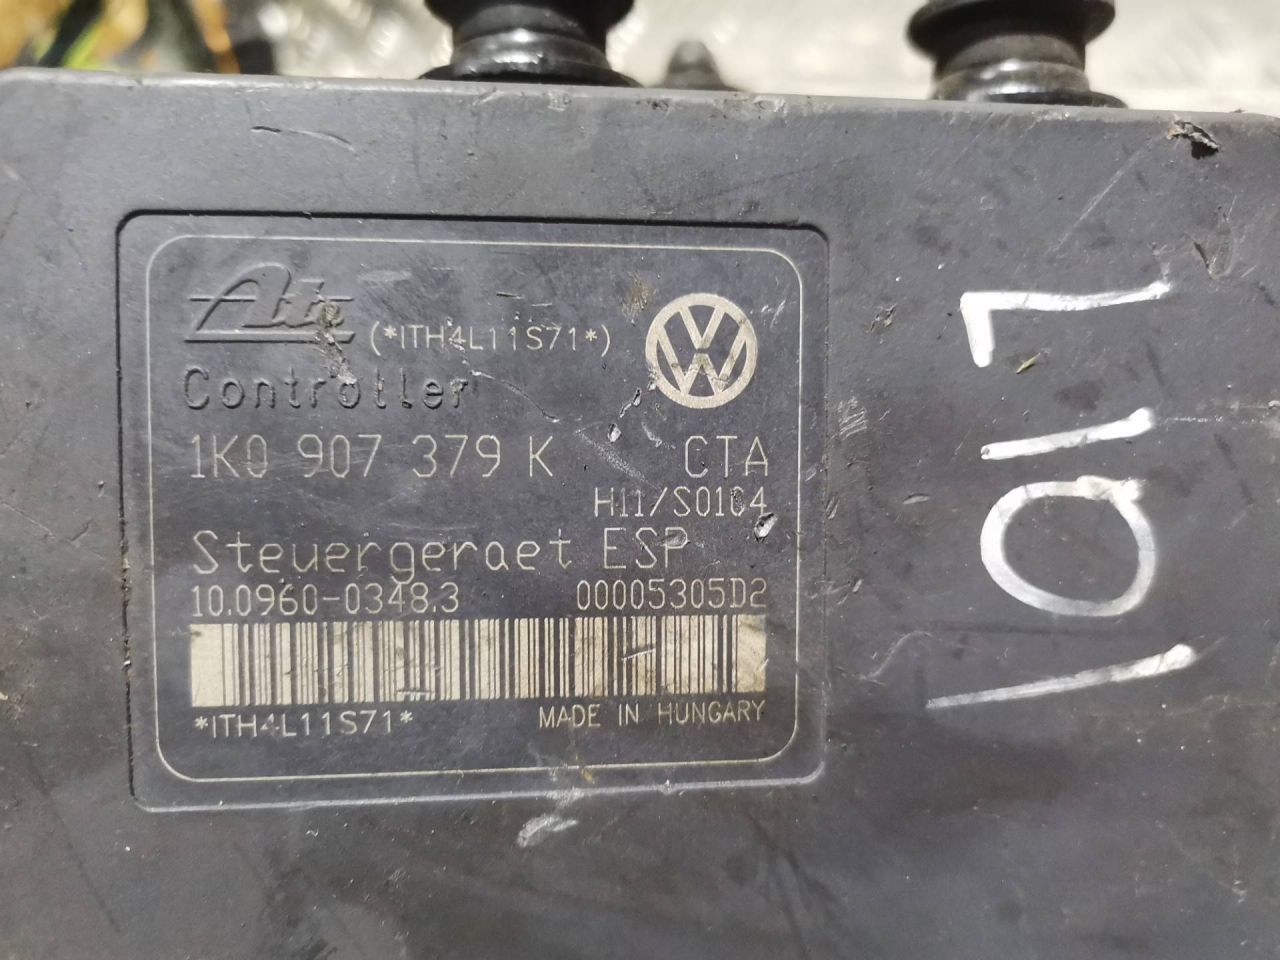 Ate
(*ITH4L11S71*)
Controller
1K0 907 379 K CTA
H11/S0104
Steuergeraet ESP
10.0960-0348.3 00005305D2
*ITH4L11S71* MADE IN HUNGARY